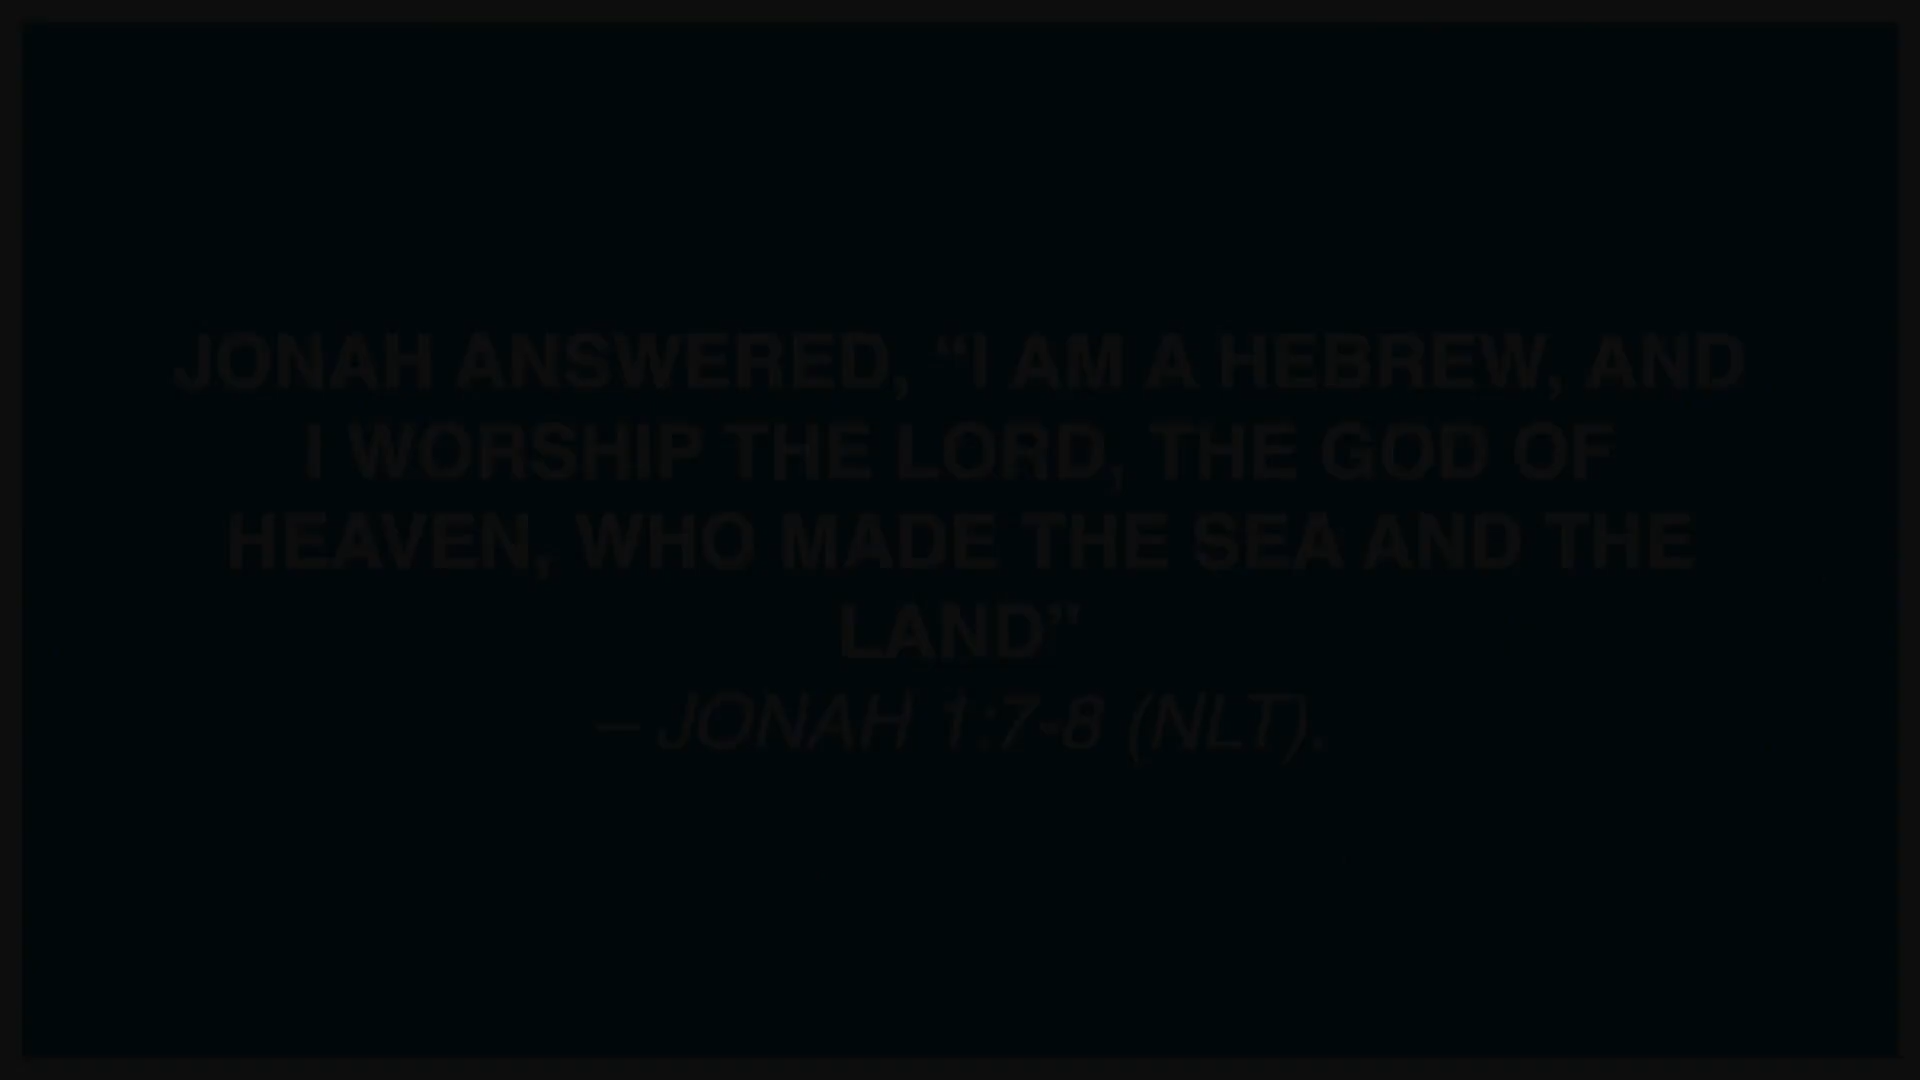 JONAH ANSWERED, “I AM A HEBREW, AND
I WORSHIP THE LORD, THE GOD OF
HEAVEN, WHO MADE THE SEA AND THE
LAND”
– JONAH 1:7-8 (NLT).